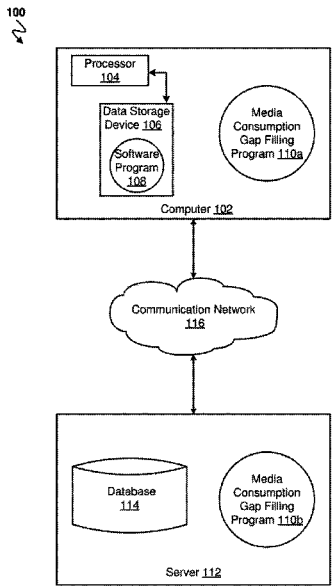 100
Processor
104
Data Storage
Device 106
Software
Program
108
Media
Consumption
Gap Filling
Program 110a
Computer 102
Communication Network
116
Database
114
Media
Consumption
Gap Filling
Program 110b
Server 112